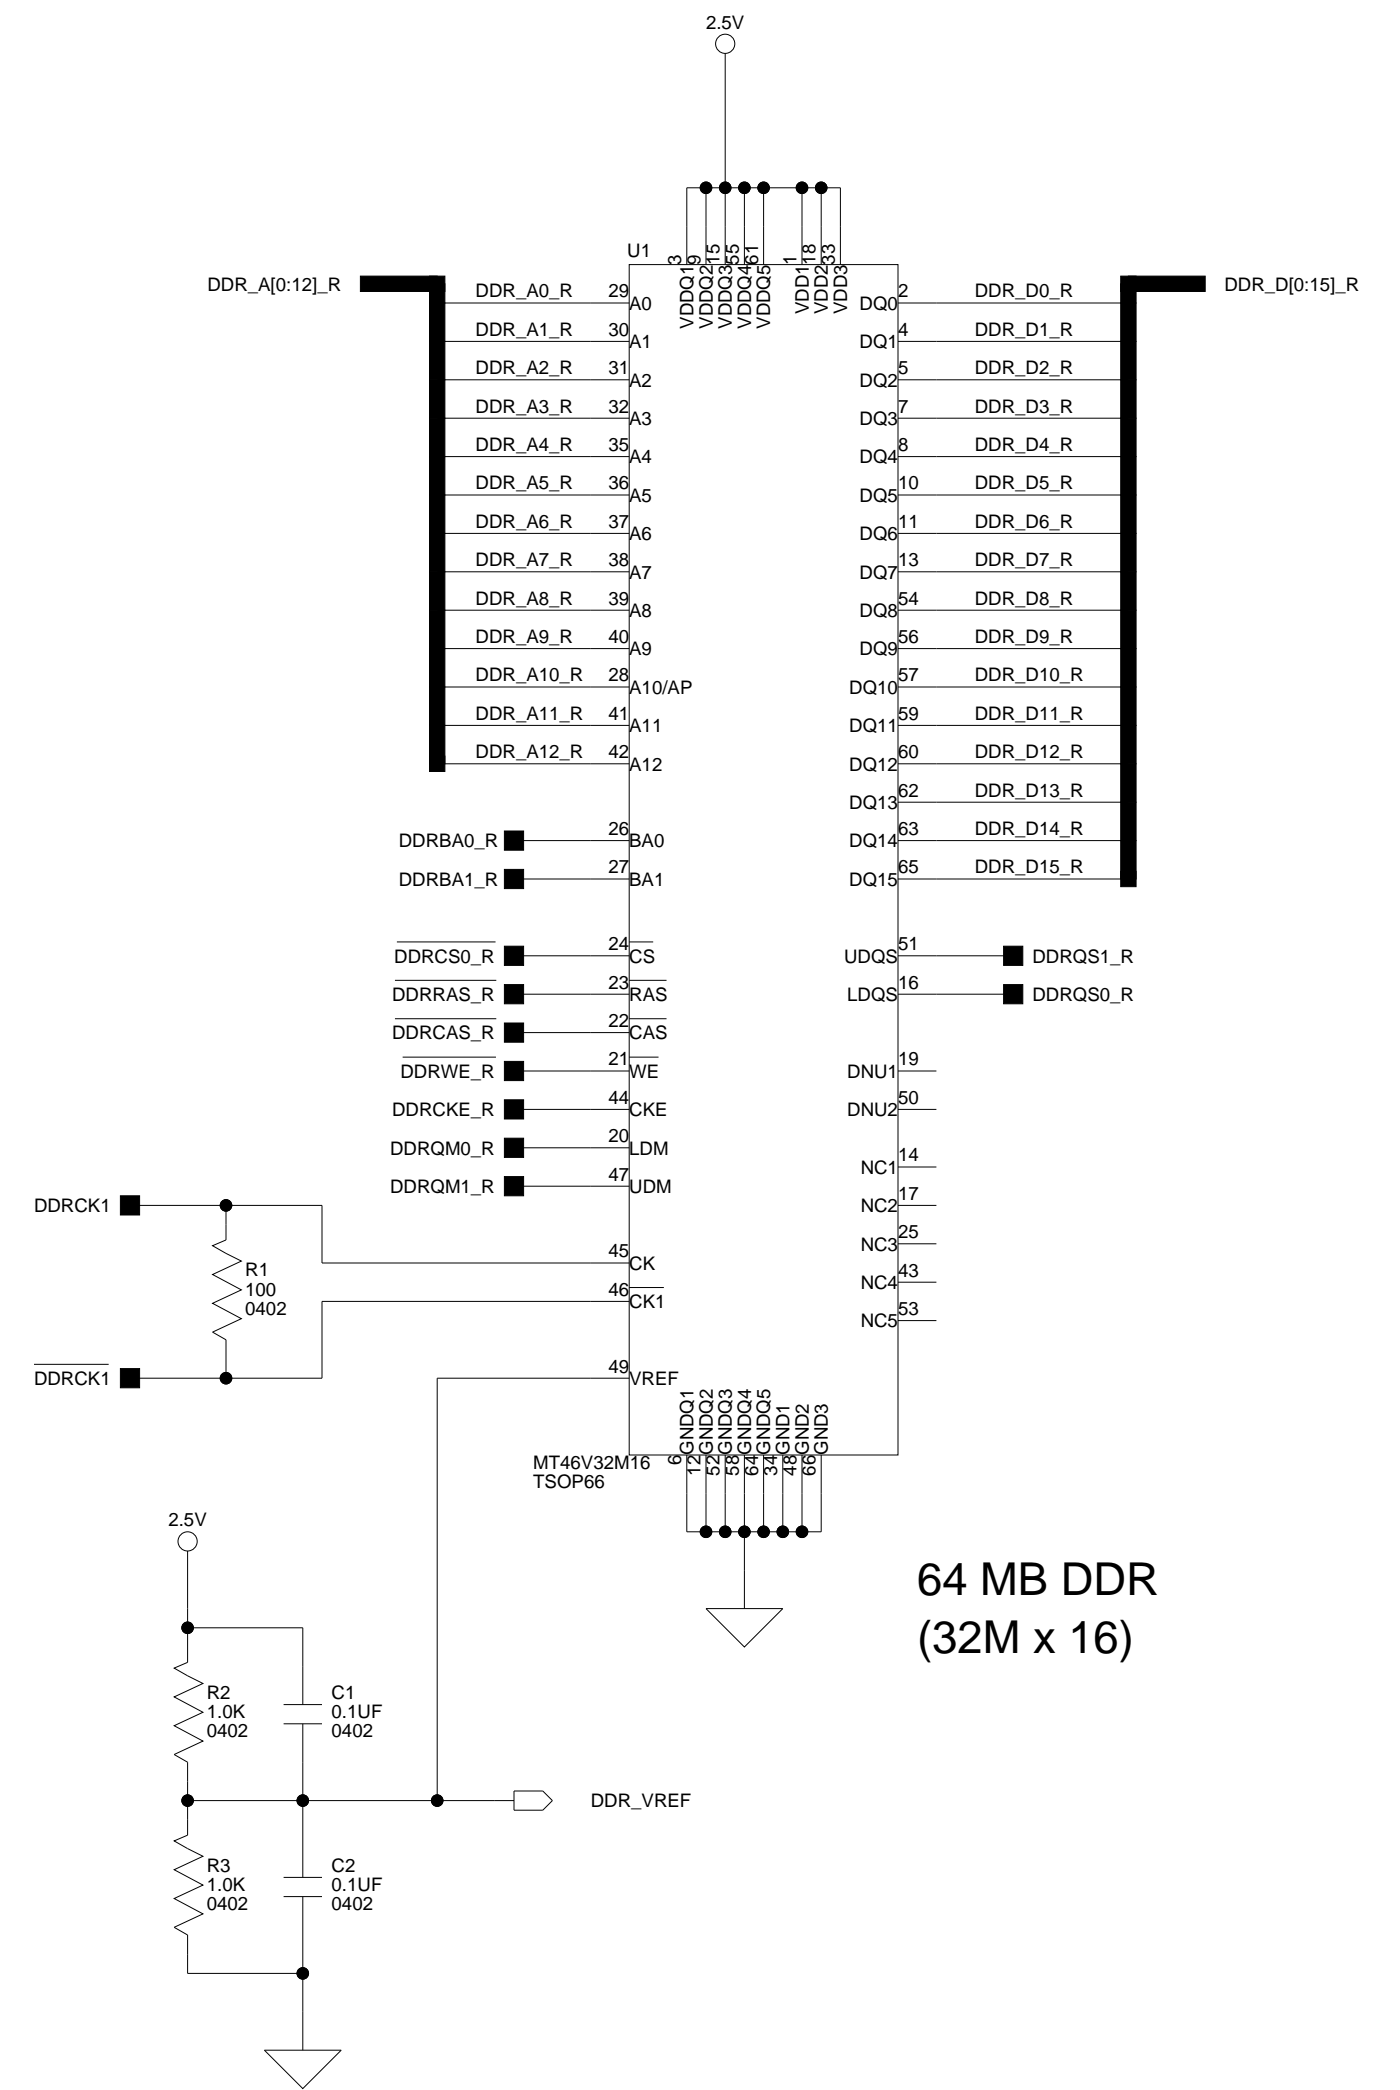 2.5V
U1
3
9
15
55
61
1
18
33
VDDQ1
VDDQ2
VDDQ3
VDDQ4
VDDQ5
VDD1
VDD2
VDD3
DDR_A[0:12]_R
DDR_D[0:15]_R
DDR_A0_R 29 A0 DQ0 2 DDR_D0_R
DDR_A1_R 30 A1 DQ1 4 DDR_D1_R
DDR_A2_R 31 A2 DQ2 5 DDR_D2_R
DDR_A3_R 32 A3 DQ3 7 DDR_D3_R
DDR_A4_R 35 A4 DQ4 8 DDR_D4_R
DDR_A5_R 36 A5 DQ5 10 DDR_D5_R
DDR_A6_R 37 A6 DQ6 11 DDR_D6_R
DDR_A7_R 38 A7 DQ7 13 DDR_D7_R
DDR_A8_R 39 A8 DQ8 54 DDR_D8_R
DDR_A9_R 40 A9 DQ9 56 DDR_D9_R
DDR_A10_R 28 A10/AP DQ10 57 DDR_D10_R
DDR_A11_R 41 A11 DQ11 59 DDR_D11_R
DDR_A12_R 42 A12 DQ12 60 DDR_D12_R
DQ13 62 DDR_D13_R
DDRBA0_R 26 BA0 DQ14 63 DDR_D14_R
DDRBA1_R 27 BA1 DQ15 65 DDR_D15_R
DDRCS0_R 24 CS UDQS 51 DDRQS1_R
DDRRAS_R 23 RAS LDQS 16 DDRQS0_R
DDRCAS_R 22 CAS
DDRWE_R 21 WE DNU1 19
DDRCKE_R 44 CKE DNU2 50
DDRQM0_R 20 LDM
NC1 14
DDRQM1_R 47 UDM
DDRCK1 NC2 17
NC3 25
45 CK
R1
100
0402
NC4 43
46 CK1
NC5 53
DDRCK1 49 VREF
GNDQ1
GNDQ2
GNDQ3
GNDQ4
GNDQ5
GND1
GND2
GND3
MT46V32M16
TSOP66
6
12
52
58
64
34
48
66
2.5V
64 MB DDR
(32M x 16)
R2
1.0K
0402
C1
0.1UF
0402
DDR_VREF
R3
1.0K
0402
C2
0.1UF
0402